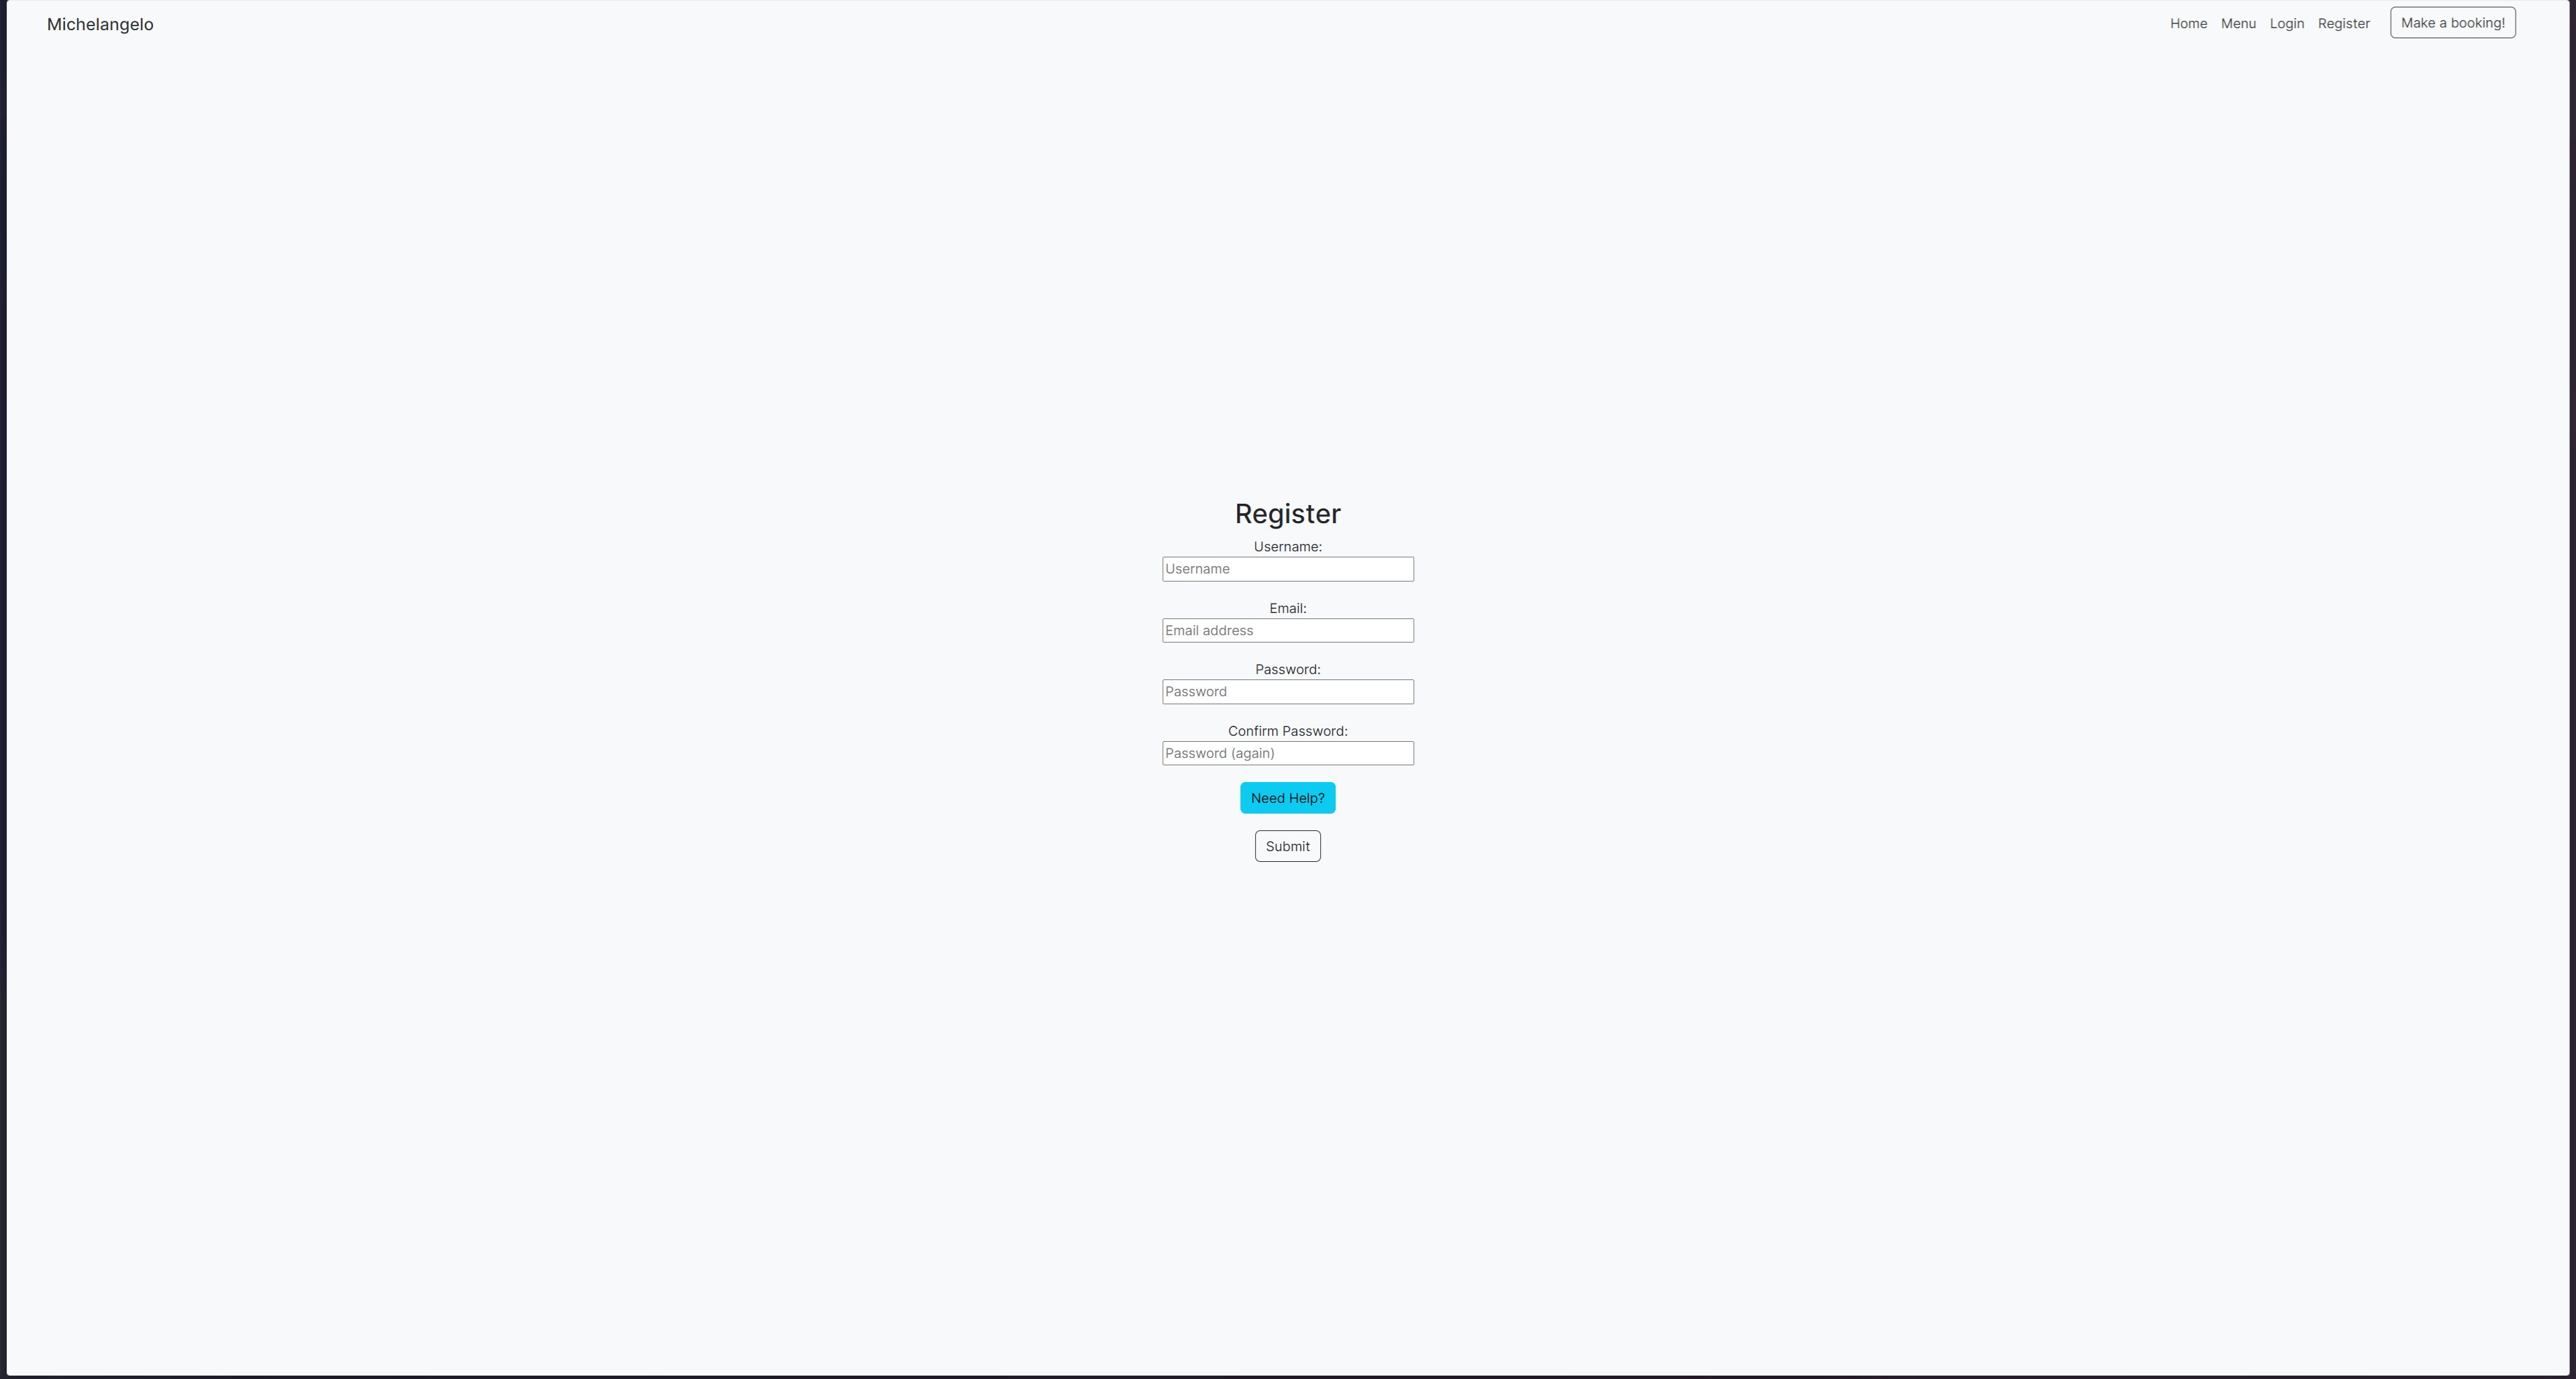 Michelangelo
Home Menu Login Register Make a booking!
Register
Username:
Username
Email:
Email address
Password:
Password
Confirm Password:
Password (again)
Need Help?
Submit